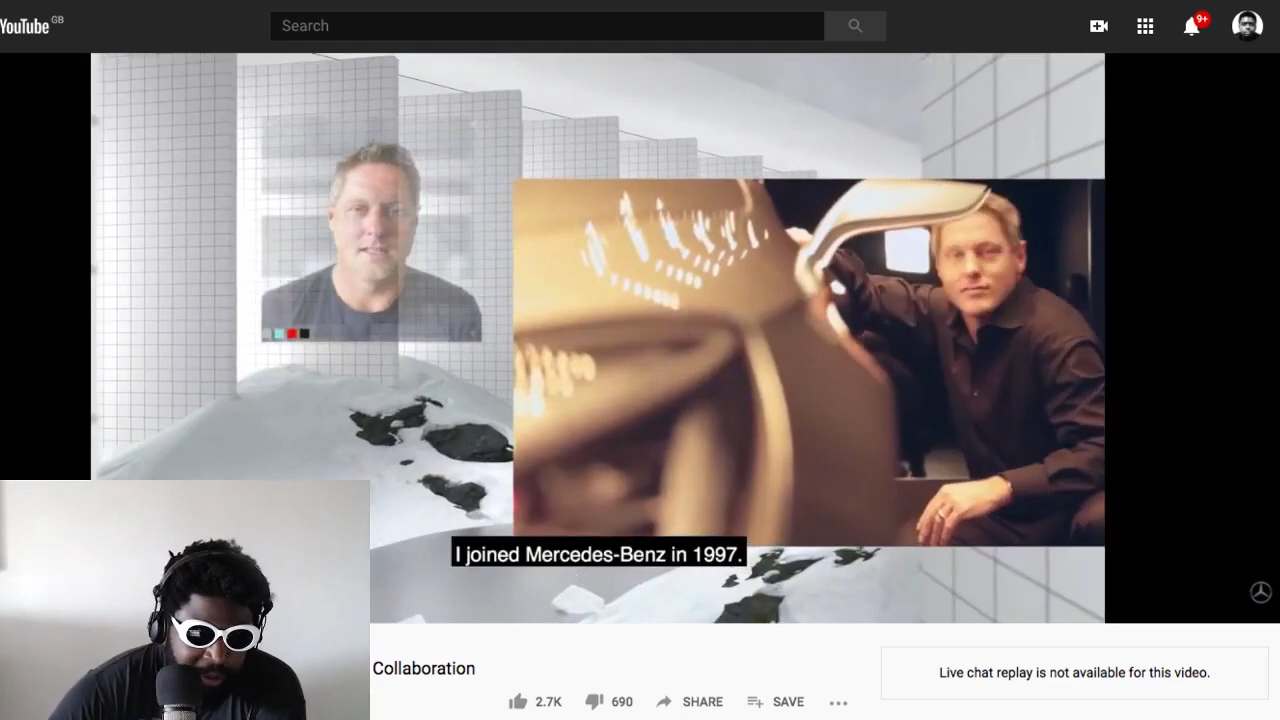 YouTube GB
Search
9+
I joined Mercedes-Benz in 1997.
Collaboration
2.7K
690
SHARE
SAVE
Live chat replay is not available for this video.